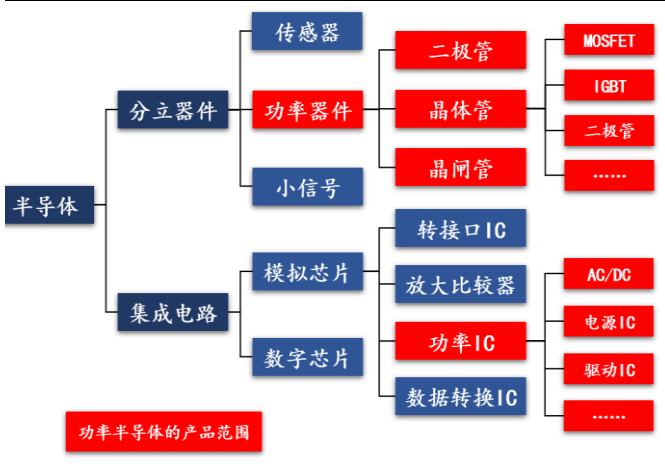 半导体
分立器件
传感器
功率器件
二极管
晶体管
MOSFET
IGBT
二极管
……
晶闸管
小信号
集成电路
模拟芯片
转接口IC
放大比较器
功率IC
AC/DC
电源IC
驱动IC
……
数据转换IC
数字芯片
功率半导体的产品范围